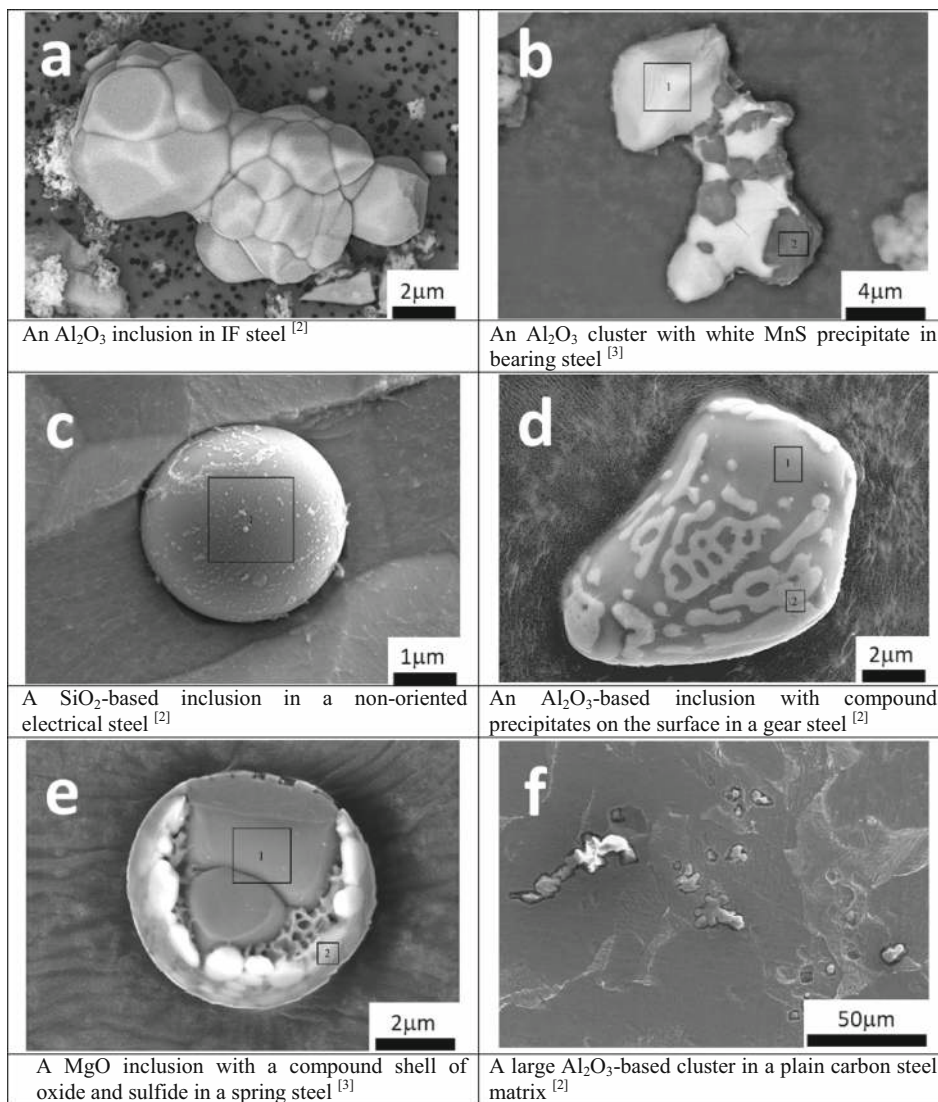 a
2μm
An Al₂O₃ inclusion in IF steel [2]
b
1
2
4μm
An Al₂O₃ cluster with white MnS precipitate in
bearing steel [3]
c
1μm
A SiO₂-based inclusion in a non-oriented
electrical steel [2]
d
1
2
2μm
An Al₂O₃-based inclusion with compound
precipitates on the surface in a gear steel [2]
e
1
2
2μm
A MgO inclusion with a compound shell of
oxide and sulfide in a spring steel [3]
f
50μm
A large Al₂O₃-based cluster in a plain carbon steel
matrix [2]